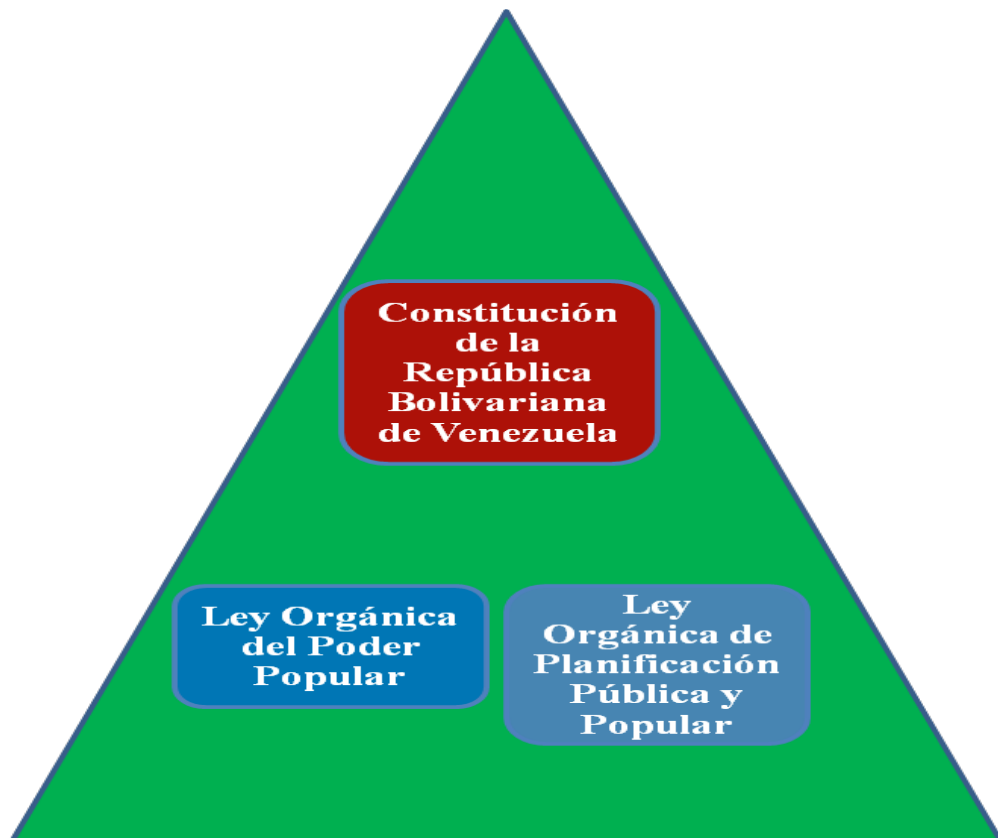 Constitución
de la
República
Bolivariana
de Venezuela
Ley Orgánica
del Poder
Popular
Ley
Orgánica de
Planificación
Pública y
Popular